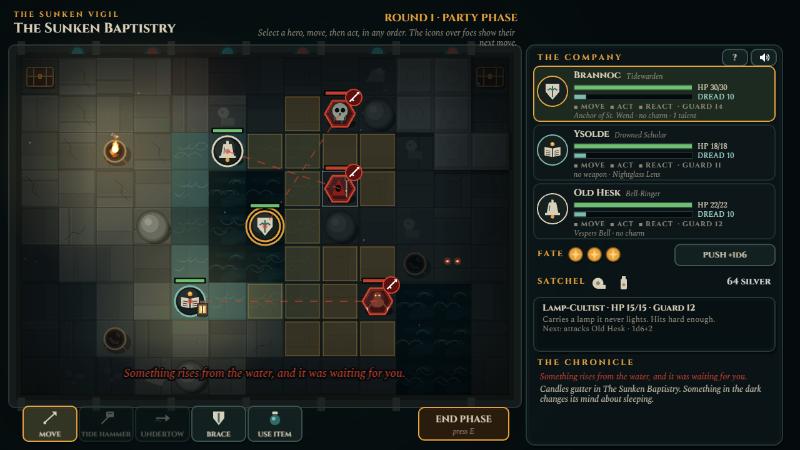 THE SUNKEN VIGIL
THE SUNKEN BAPTISTRY
ROUND 1 · PARTY PHASE
Select a hero, move, then act, in any order. The icons over foes show their
next move.
THE COMPANY
?
BRANNOC Tidewarden
HP 30/30
DREAD 10
MOVE ACT REACT · GUARD 14
Anchor of St. Wend · no charm · 1 talent
YSOLDE Drowned Scholar
HP 18/18
DREAD 10
MOVE ACT REACT · GUARD 11
no weapon · Nightglass Lens
OLD HESK Bell-Ringer
HP 22/22
DREAD 10
MOVE ACT REACT · GUARD 12
Vespers Bell · no charm
FATE
PUSH +1D6
SATCHEL
64 SILVER
LAMP-CULTIST · HP 15/15 · GUARD 12
Carries a lamp it never lights. Hits hard enough.
Next: attacks Old Hesk · 1d6+2
THE CHRONICLE
Something rises from the water, and it was waiting for you.
Candles gutter in The Sunken Baptistry. Something in the dark
changes its mind about sleeping.
Something rises from the water, and it was waiting for you.
MOVE
TIDE HAMMER
UNDERTOW
BRACE
USE ITEM
END PHASE
press E